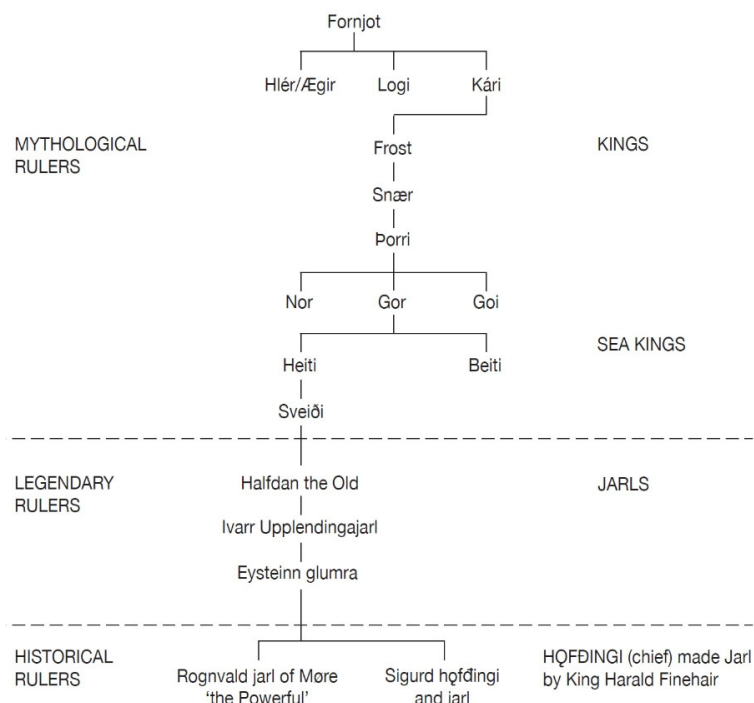 Fornjot
Hlér/Ægir Logi Kári
MYTHOLOGICAL
RULERS
Frost
KINGS
Snær
Þorri
Nor Gor Goi
SEA KINGS
Heiti Beiti
Sveiði
LEGENDARY
RULERS
Halfdan the Old
JARLS
Ivarr Upplendingajarl
Eysteinn glumra
HISTORICAL
RULERS
Rognvald jarl of Møre
‘the Powerful’
Sigurd hǫfđingi
and jarl
HǪFĐINGI (chief) made Jarl
by King Harald Finehair